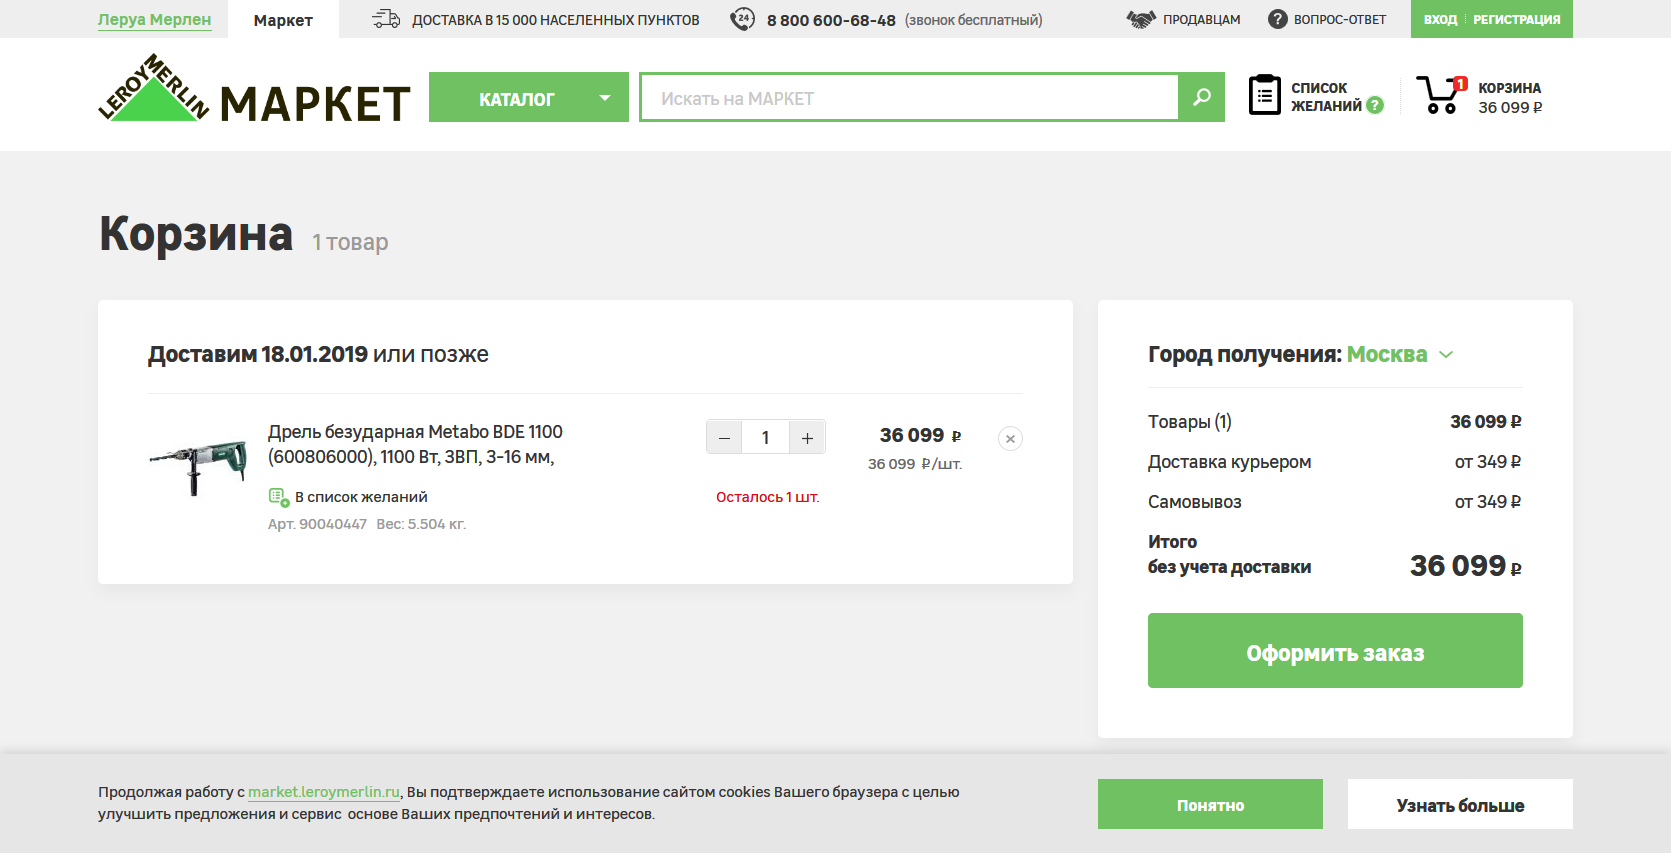 Леруа Мерлен
Маркет
ДОСТАВКА В 15 000 НАСЕЛЕННЫХ ПУНКТОВ
24
8 800 600-68-48 (звонок бесплатный)
ПРОДАВЦАМ
? ВОПРОС-ОТВЕТ
ВХОД
РЕГИСТРАЦИЯ
LEROY MERLIN
МАРКЕТ
КАТАЛОГ
Искать на МАРКЕТ
СПИСОК
ЖЕЛАНИЙ ?
1
КОРЗИНА
36 099 ₽
Корзина 1 товар
Доставим 18.01.2019 или позже
Дрель безударная Metabo BDE 1100
(600806000), 1100 Вт, ЗВП, 3-16 мм,
В список желаний
Арт. 90040447 Вес: 5.504 кг.
− 1 +
Осталось 1 шт.
36 099 ₽
36 099 ₽/шт.
×
Город получения: Москва
Товары (1) 36 099 ₽
Доставка курьером от 349 ₽
Самовывоз от 349 ₽
Итого
без учета доставки 36 099 ₽
Оформить заказ
Продолжая работу с market.leroymerlin.ru, Вы подтверждаете использование сайтом cookies Вашего браузера с целью
улучшить предложения и сервис основе Ваших предпочтений и интересов.
Понятно
Узнать больше